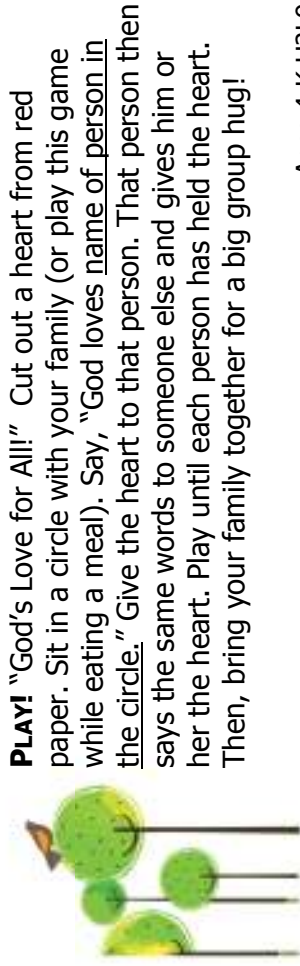 PLAY! “God’s Love for All!”  Cut out a heart from red
paper. Sit in a circle with your family (or play this game
while eating a meal). Say, “God loves name of person in
the circle.” Give the heart to that person. That person then
says the same words to someone else and gives him or
her the heart. Play until each person has held the heart.
Then, bring your family together for a big group hug!